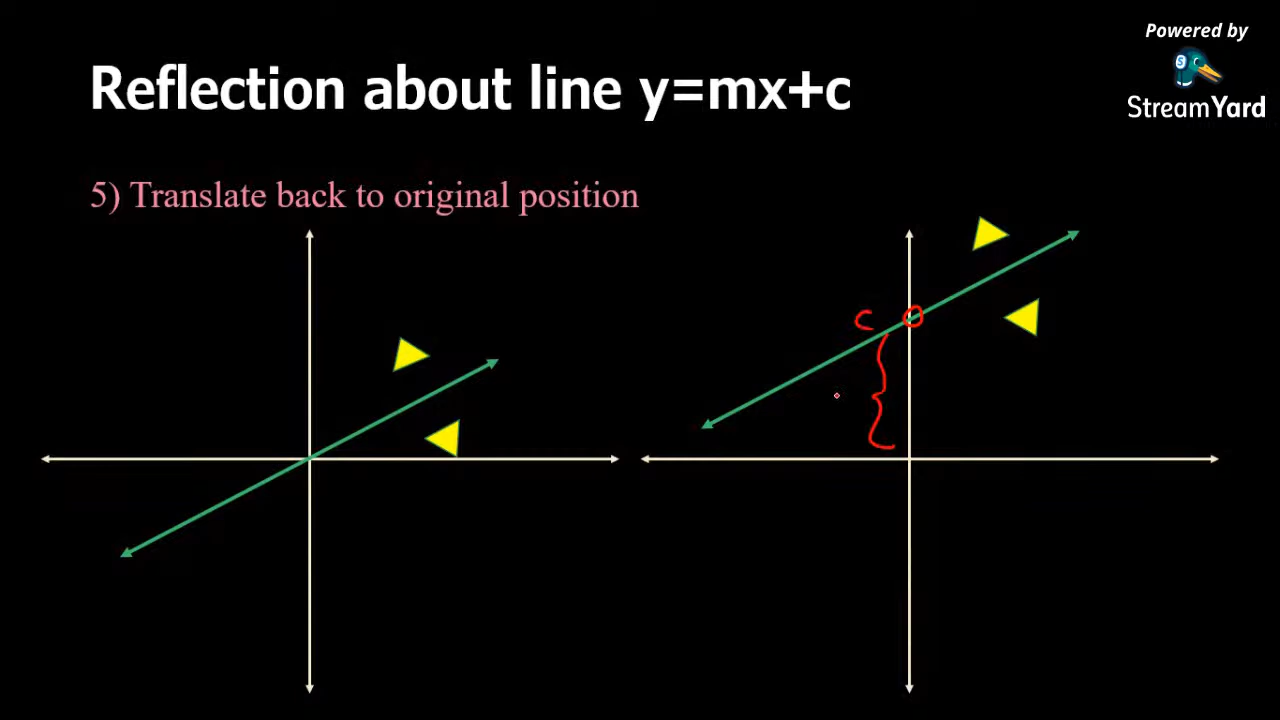 Powered by
StreamYard
Reflection about line y=mx+c
5) Translate back to original position
c